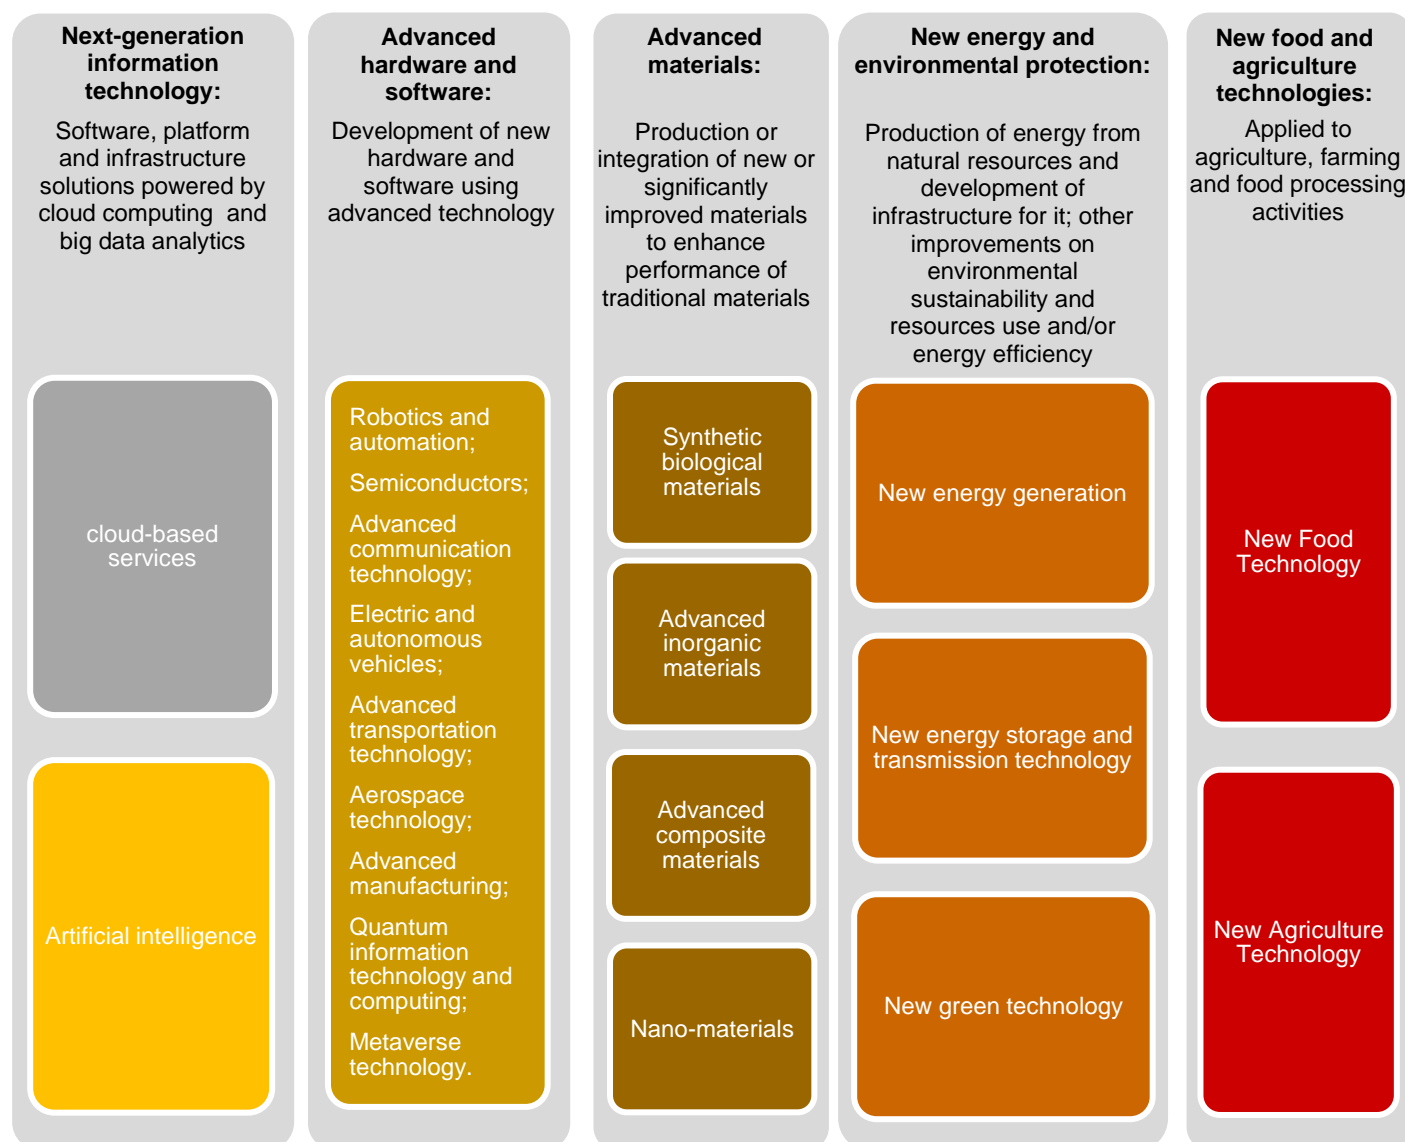 Next-generation
information
technology:
Software, platform
and infrastructure
solutions powered by
cloud computing  and
big data analytics
cloud-based
services
Artificial intelligence
Advanced
hardware and
software:
Development of new
hardware and
software using
advanced technology
Robotics and
automation;
Semiconductors;
Advanced
communication
technology;
Electric and
autonomous
vehicles;
Advanced
transportation
technology;
Aerospace
technology;
Advanced
manufacturing;
Quantum
information
technology and
computing;
Metaverse
technology.
Advanced
materials:
Production or
integration of new or
significantly
improved materials
to enhance
performance of
traditional materials
Synthetic
biological
materials
Advanced
inorganic
materials
Advanced
composite
materials
Nano-materials
New energy and
environmental protection:
Production of energy from
natural resources and
development of
infrastructure for it; other
improvements on
environmental
sustainability and
resources use and/or
energy efficiency
New energy generation
New energy storage and
transmission technology
New green technology
New food and
agriculture
technologies:
Applied to
agriculture, farming
and food processing
activities
New Food
Technology
New Agriculture
Technology